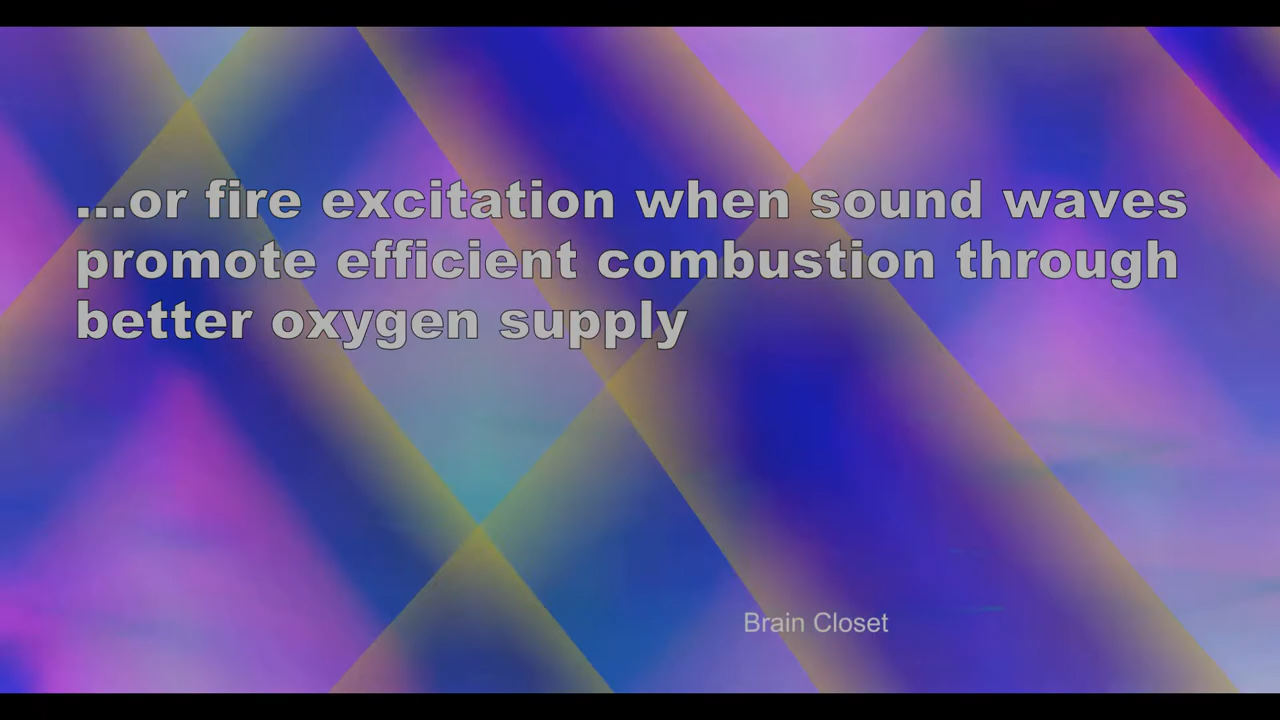 ...or fire excitation when sound waves
promote efficient combustion through
better oxygen supply
Brain Closet